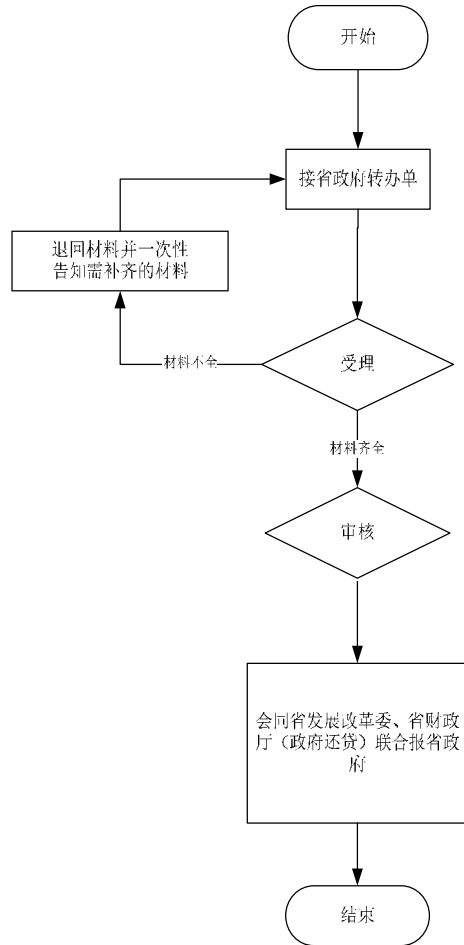 开始
接省政府转办单
退回材料并一次性
告知需补齐的材料
材料不全
受理
材料齐全
审核
会同省发展改革委、省财政
厅（政府还贷）联合报省政
府
结束